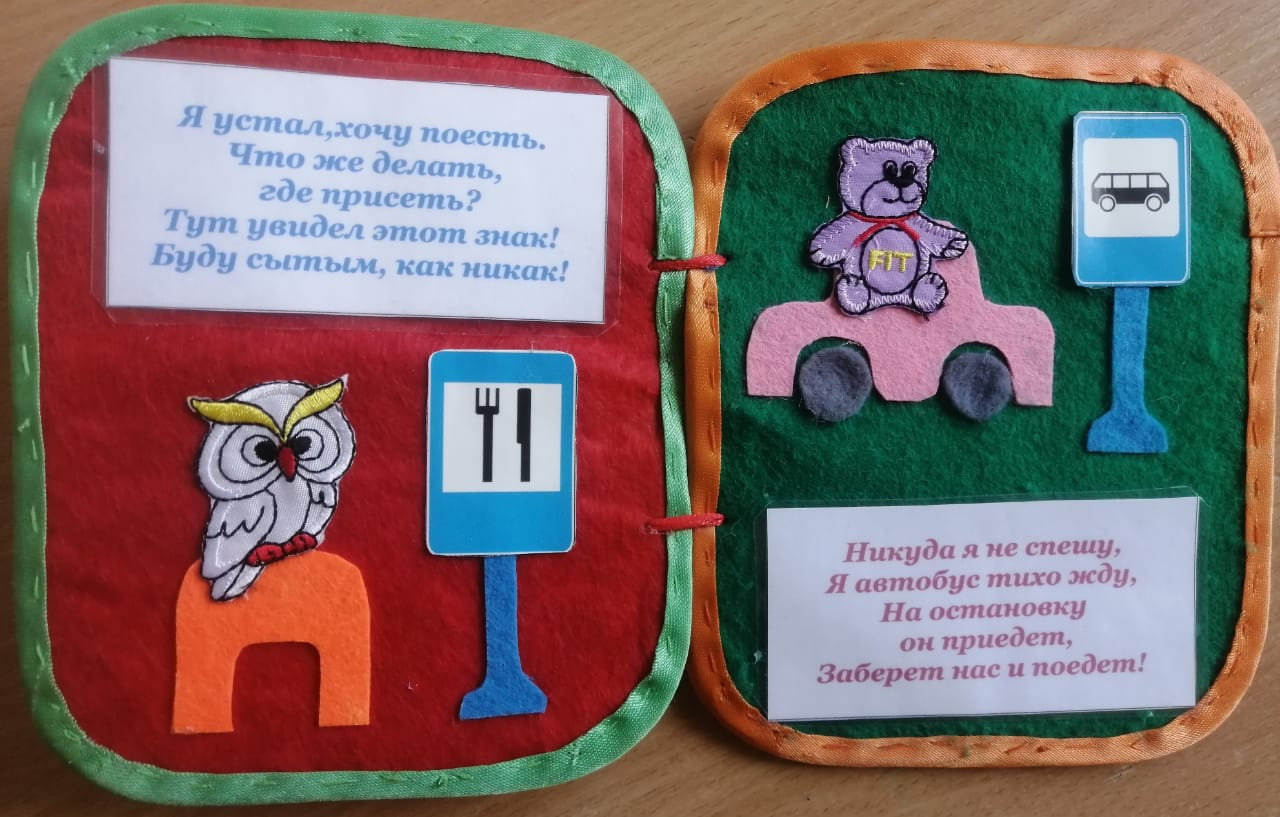 Я устал,хочу поесть.
Что же делать,
где присеть?
Тут увидел этот знак!
Буду сытым, как никак!
FIT
Никуда я не спешу,
Я автобус тихо жду,
На остановку
он приедет,
Заберет нас и поедет!